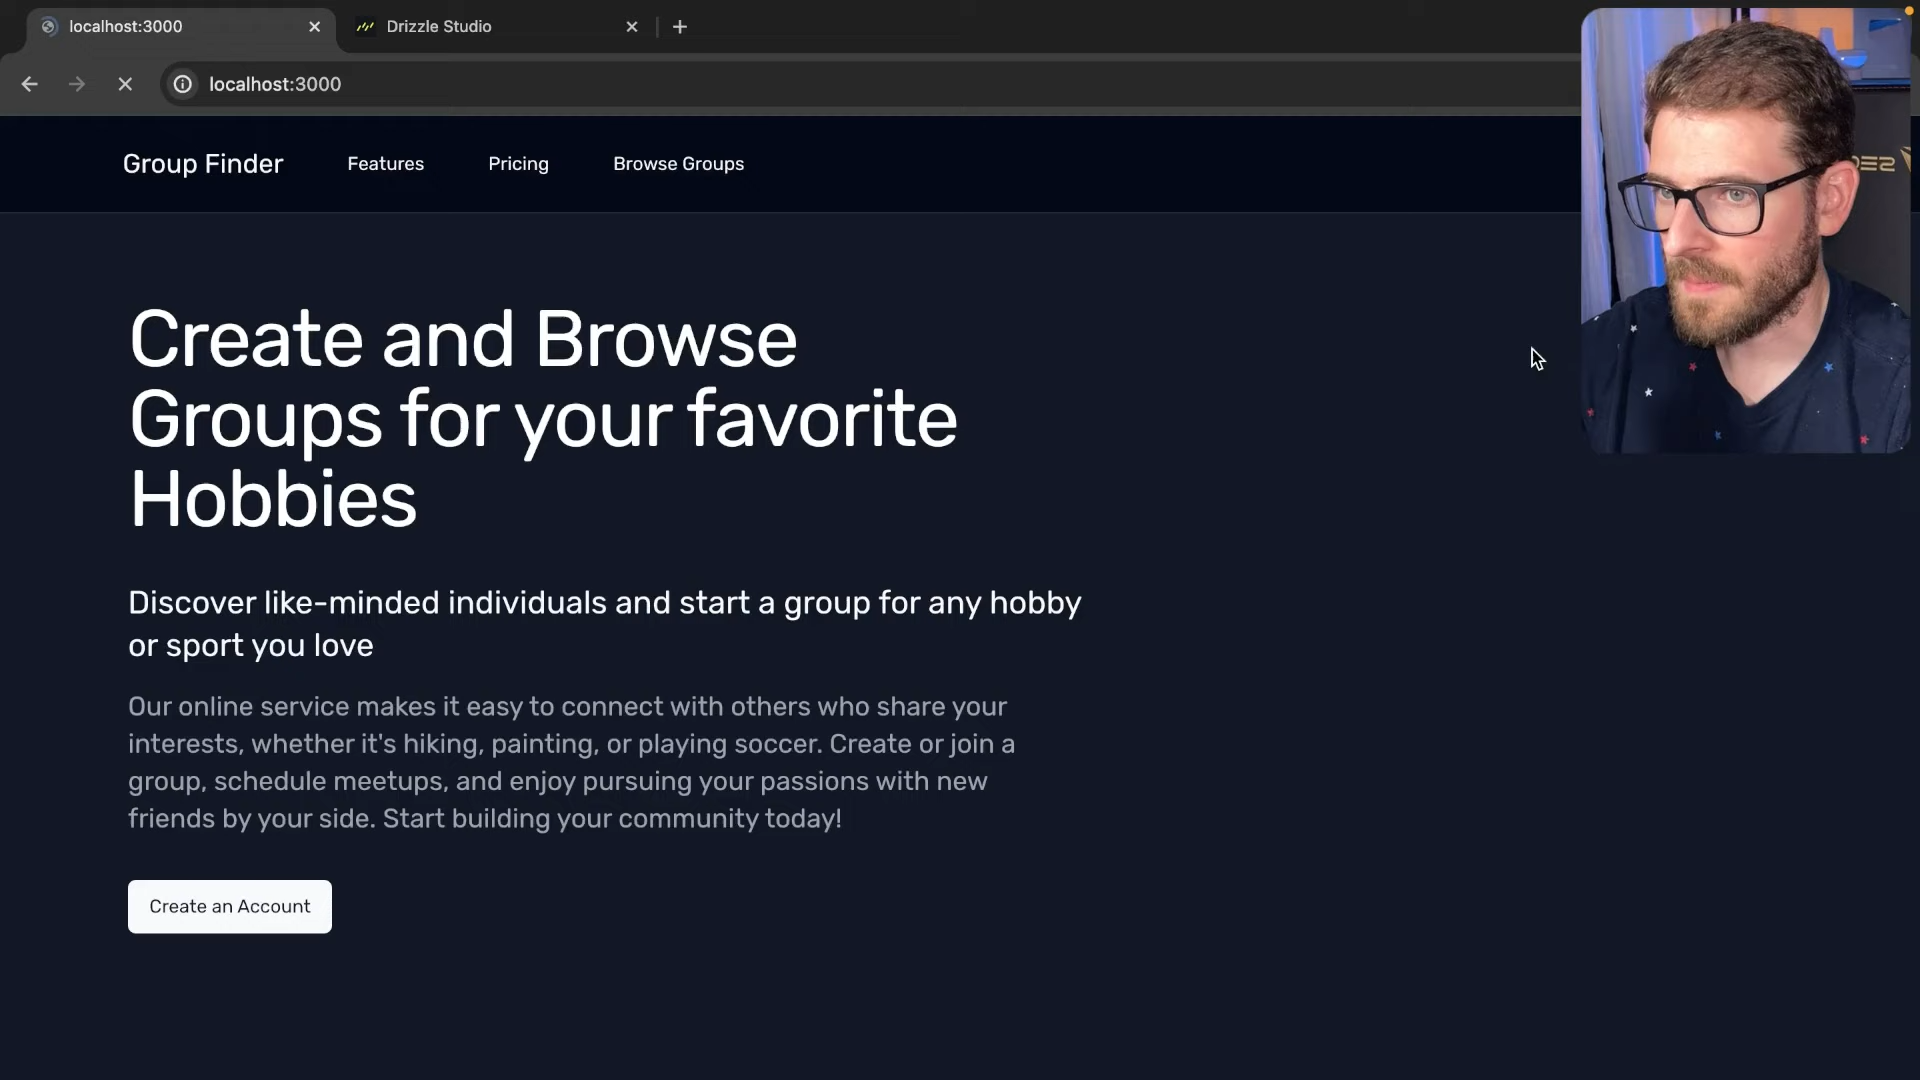 localhost:3000
Drizzle Studio
localhost:3000
Group Finder
Features
Pricing
Browse Groups
Create and Browse
Groups for your favorite
Hobbies
Discover like-minded individuals and start a group for any hobby
or sport you love
Our online service makes it easy to connect with others who share your
interests, whether it's hiking, painting, or playing soccer. Create or join a
group, schedule meetups, and enjoy pursuing your passions with new
friends by your side. Start building your community today!
Create an Account